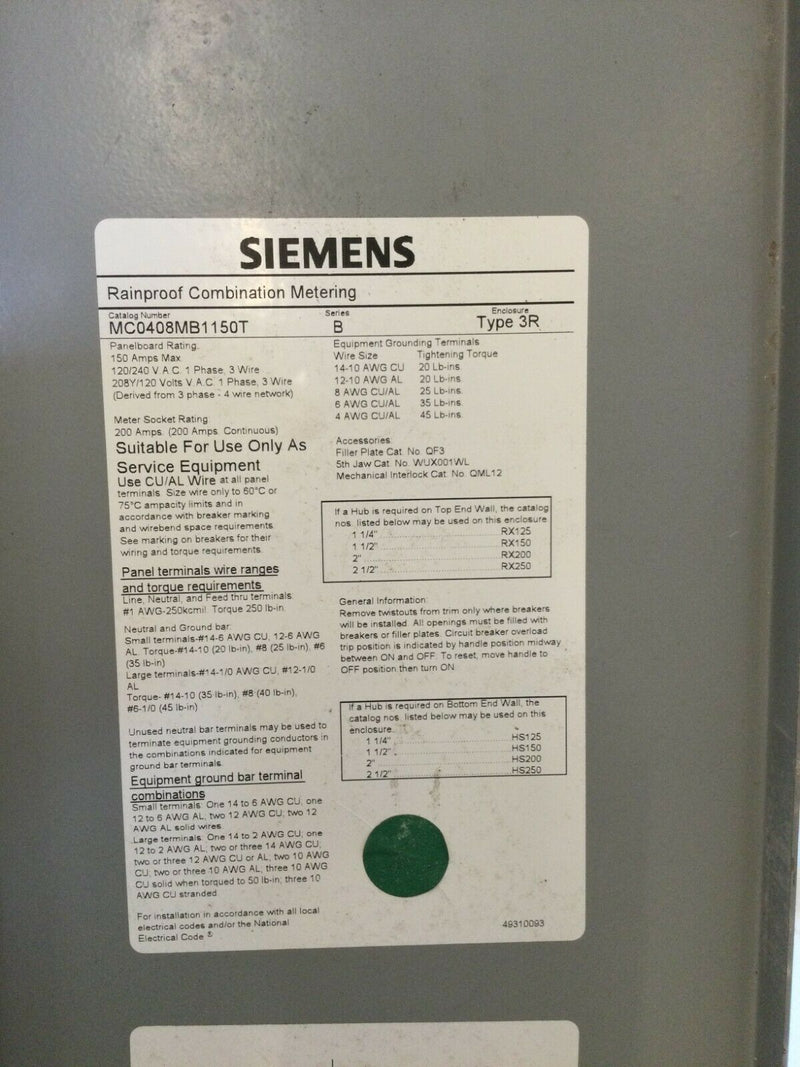 SIEMENS
Rainproof Combination Metering
Catalog Number
MC0408MB1150T
Series
B
Enclosure
Type 3R
Panelboard Rating.
150 Amps Max
120/240 V.A.C. 1 Phase, 3 Wire
208Y/120 Volts V.A.C. 1 Phase, 3 Wire
(Derived from 3 phase - 4 wire network)
Meter Socket Rating
200 Amps. (200 Amps. Continuous)
Suitable For Use Only As
Service Equipment
Use CU/AL Wire at all panel
terminals. Size wire only to 60°C or
75°C ampacity limits and in
accordance with breaker marking
and wirebend space requirements.
See marking on breakers for their
wiring and torque requirements.
Panel terminals wire ranges
and torque requirements
Line, Neutral, and Feed thru terminals.
#1 AWG-250kcmil. Torque 250 lb-in.
Neutral and Ground bar:
Small terminals-#14-6 AWG CU, 12-6 AWG
AL. Torque-#14-10 (20 lb-in), #8 (25 lb-in), #6
(35 lb-in)
Large terminals-#14-1/0 AWG CU, #12-1/0
AL
Torque- #14-10 (35 lb-in), #8 (40 lb-in),
#6-1/0 (45 lb-in)
Unused neutral bar terminals may be used to
terminate equipment grounding conductors in
the combinations indicated for equipment
ground bar terminals.
Equipment ground bar terminal
combinations
Small terminals: One 14 to 6 AWG CU, one
12 to 6 AWG AL, two 12 AWG CU, two 12
AWG AL solid wires.
Large terminals: One 14 to 2 AWG CU, one
12 to 2 AWG AL, two or three 14 AWG CU,
two or three 12 AWG CU or AL, two 10 AWG
CU, two or three 10 AWG AL, three 10 AWG
CU solid when torqued to 50 lb-in, three 10
AWG CU stranded.
For installation in accordance with all local
electrical codes and/or the National
Electrical Code ®
Equipment Grounding Terminals
Wire Size Tightening Torque
14-10 AWG CU 20 Lb-ins.
12-10 AWG AL 20 Lb-ins.
8 AWG CU/AL 25 Lb-ins.
6 AWG CU/AL 35 Lb-ins.
4 AWG CU/AL 45 Lb-ins.
Accessories:
Filler Plate Cat. No. QF3
5th Jaw Cat. No. WUX001WL
Mechanical Interlock Cat. No. QML12
If a Hub is required on Top End Wall, the catalog
nos. listed below may be used on this enclosure
1 1/4" RX125
1 1/2" RX150
2" RX200
2 1/2" RX250
General Information:
Remove twistouts from trim only where breakers
will be installed. All openings must be filled with
breakers or filler plates. Circuit breaker overload
trip position is indicated by handle position midway
between ON and OFF. To reset, move handle to
OFF position then turn ON.
If a Hub is required on Bottom End Wall, the
catalog nos. listed below may be used on this
enclosure.
1 1/4" HS125
1 1/2" HS150
2" HS200
2 1/2" HS250
49310093